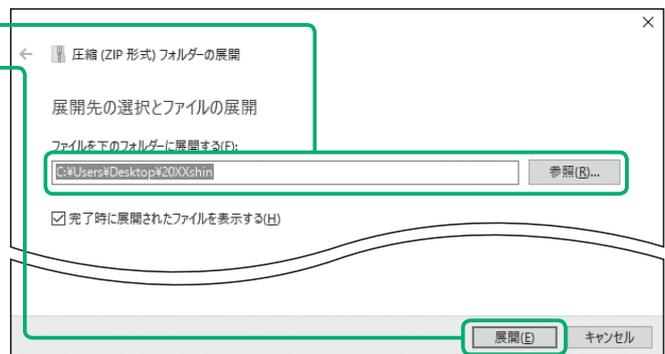 圧縮 (ZIP 形式) フォルダーの展開
展開先の選択とファイルの展開
ファイルを下のフォルダーに展開する(F):
C:¥Users¥Desktop¥20XXshin
参照(R)...
完了時に展開されたファイルを表示する(H)
展開(E) キャンセル